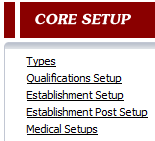 CORE SETUP
Types
Qualifications Setup
Establishment Setup
Establishment Post Setup
Medical Setups